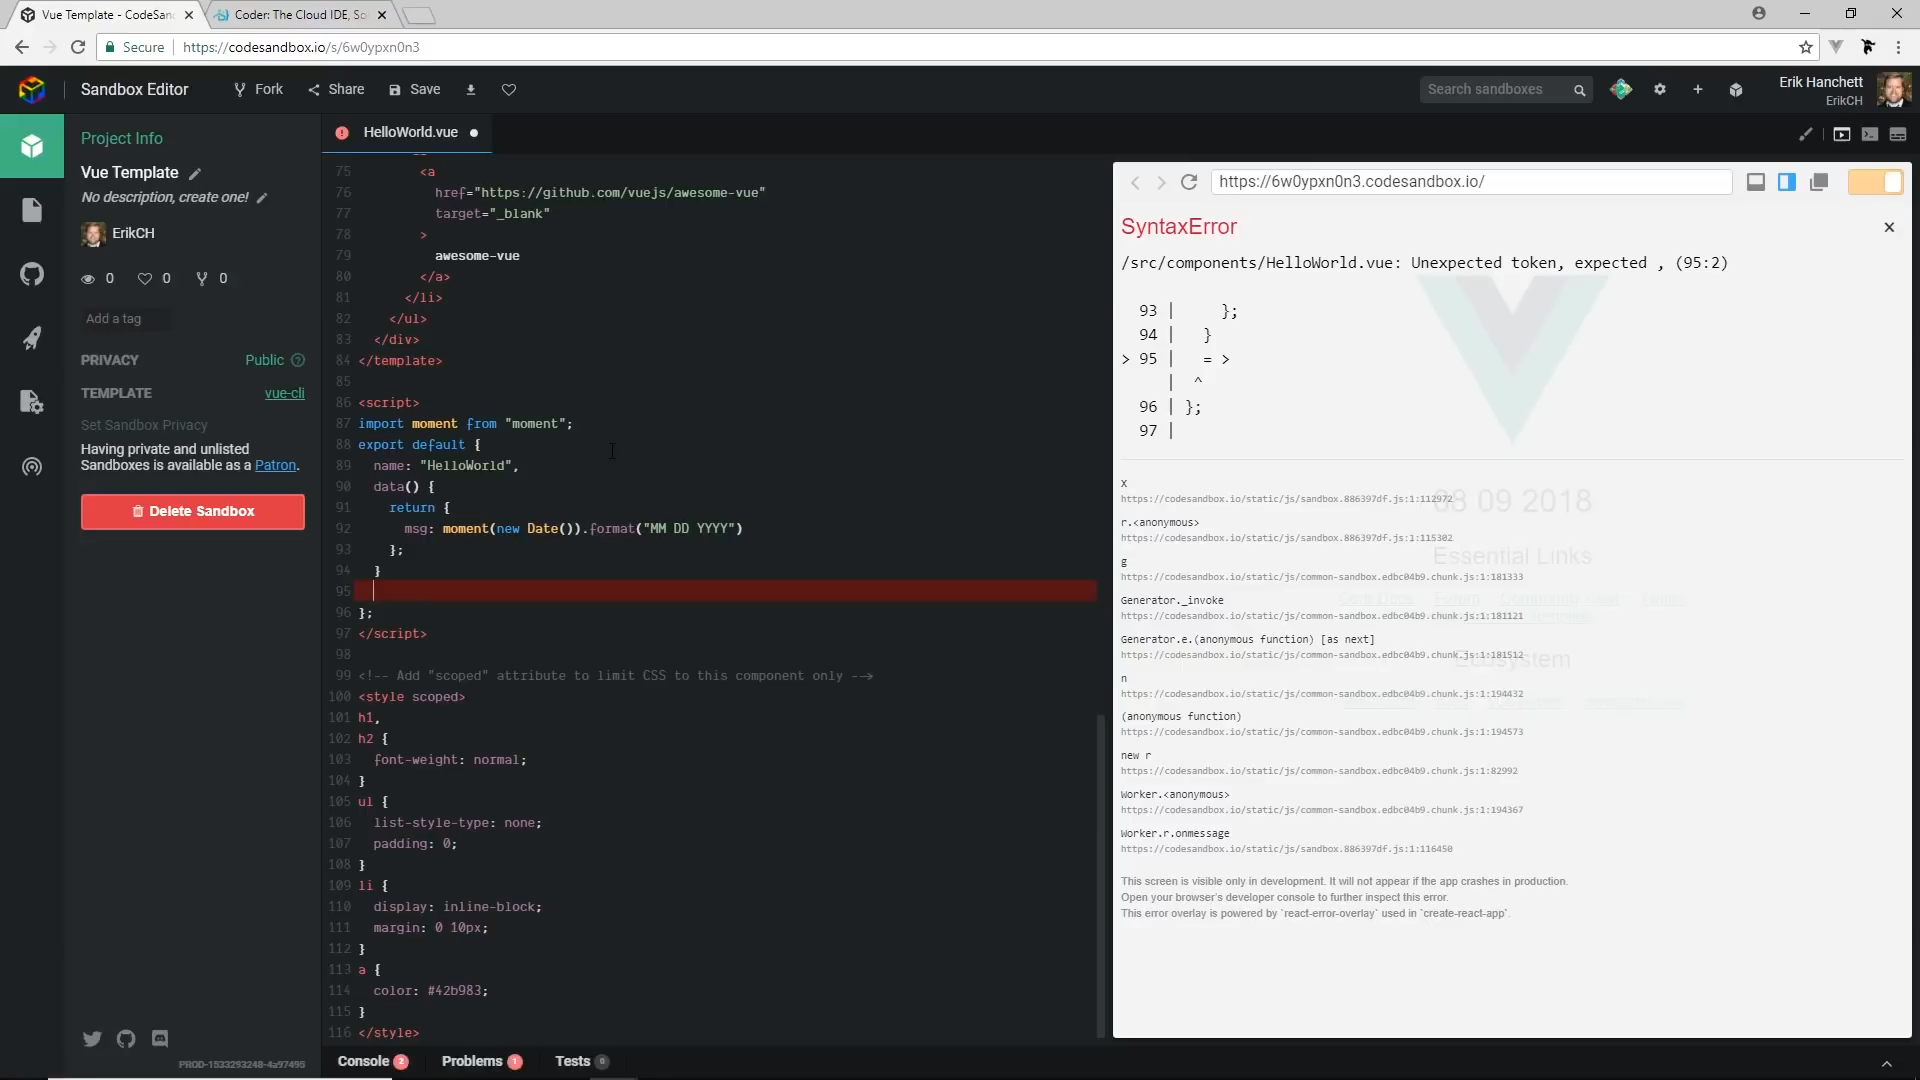 Vue Template - CodeSan
Coder: The Cloud IDE, So
Secure
https://codesandbox.io/s/6w0ypxn0n3
Sandbox Editor
Fork
Share
Save
Search sandboxes
Erik Hanchett
ErikCH
Project Info
Vue Template
No description, create one!
ErikCH
0
0
0
Add a tag
PRIVACY
Public
TEMPLATE
vue-cli
Set Sandbox Privacy
Having private and unlisted
Sandboxes is available as a Patron.
Delete Sandbox
PROD-1533293248-4a97495
HelloWorld.vue
75 <a
76 href="https://github.com/vuejs/awesome-vue"
77 target="_blank"
78 >
79 awesome-vue
80 </a>
81 </li>
82 </ul>
83 </div>
84 </template>
85
86 <script>
87 import moment from "moment";
88 export default {
89 name: "HelloWorld",
90 data() {
91 return {
92 msg: moment(new Date()).format("MM DD YYYY")
93 };
94 }
95
96 };
97 </script>
98
99 <!-- Add "scoped" attribute to limit CSS to this component only -->
100 <style scoped>
101 h1,
102 h2 {
103 font-weight: normal;
104 }
105 ul {
106 list-style-type: none;
107 padding: 0;
108 }
109 li {
110 display: inline-block;
111 margin: 0 10px;
112 }
113 a {
114 color: #42b983;
115 }
116 </style>
Console 2
Problems 1
Tests 0
https://6w0ypxn0n3.codesandbox.io/
SyntaxError
/src/components/HelloWorld.vue: Unexpected token, expected , (95:2)
93 | };
94 | }
> 95 | = >
| ^
96 | };
97 |
x
https://codesandbox.io/static/js/sandbox.886397df.js:1:112972
08 09 2018
r.<anonymous>
https://codesandbox.io/static/js/sandbox.886397df.js:1:115302
Essential Links
g
https://codesandbox.io/static/js/common-sandbox.edbc04b9.chunk.js:1:181333
Generator._invoke
https://codesandbox.io/static/js/common-sandbox.edbc04b9.chunk.js:1:181121
Generator.e.(anonymous function) [as next]
https://codesandbox.io/static/js/common-sandbox.edbc04b9.chunk.js:1:181512
Ecosystem
n
https://codesandbox.io/static/js/common-sandbox.edbc04b9.chunk.js:1:194432
(anonymous function)
https://codesandbox.io/static/js/common-sandbox.edbc04b9.chunk.js:1:194573
new r
https://codesandbox.io/static/js/common-sandbox.edbc04b9.chunk.js:1:82992
Worker.<anonymous>
https://codesandbox.io/static/js/common-sandbox.edbc04b9.chunk.js:1:194367
Worker.r.onmessage
https://codesandbox.io/static/js/sandbox.886397df.js:1:116450
This screen is visible only in development. It will not appear if the app crashes in production.
Open your browser's developer console to further inspect this error.
This error overlay is powered by `react-error-overlay` used in `create-react-app`.